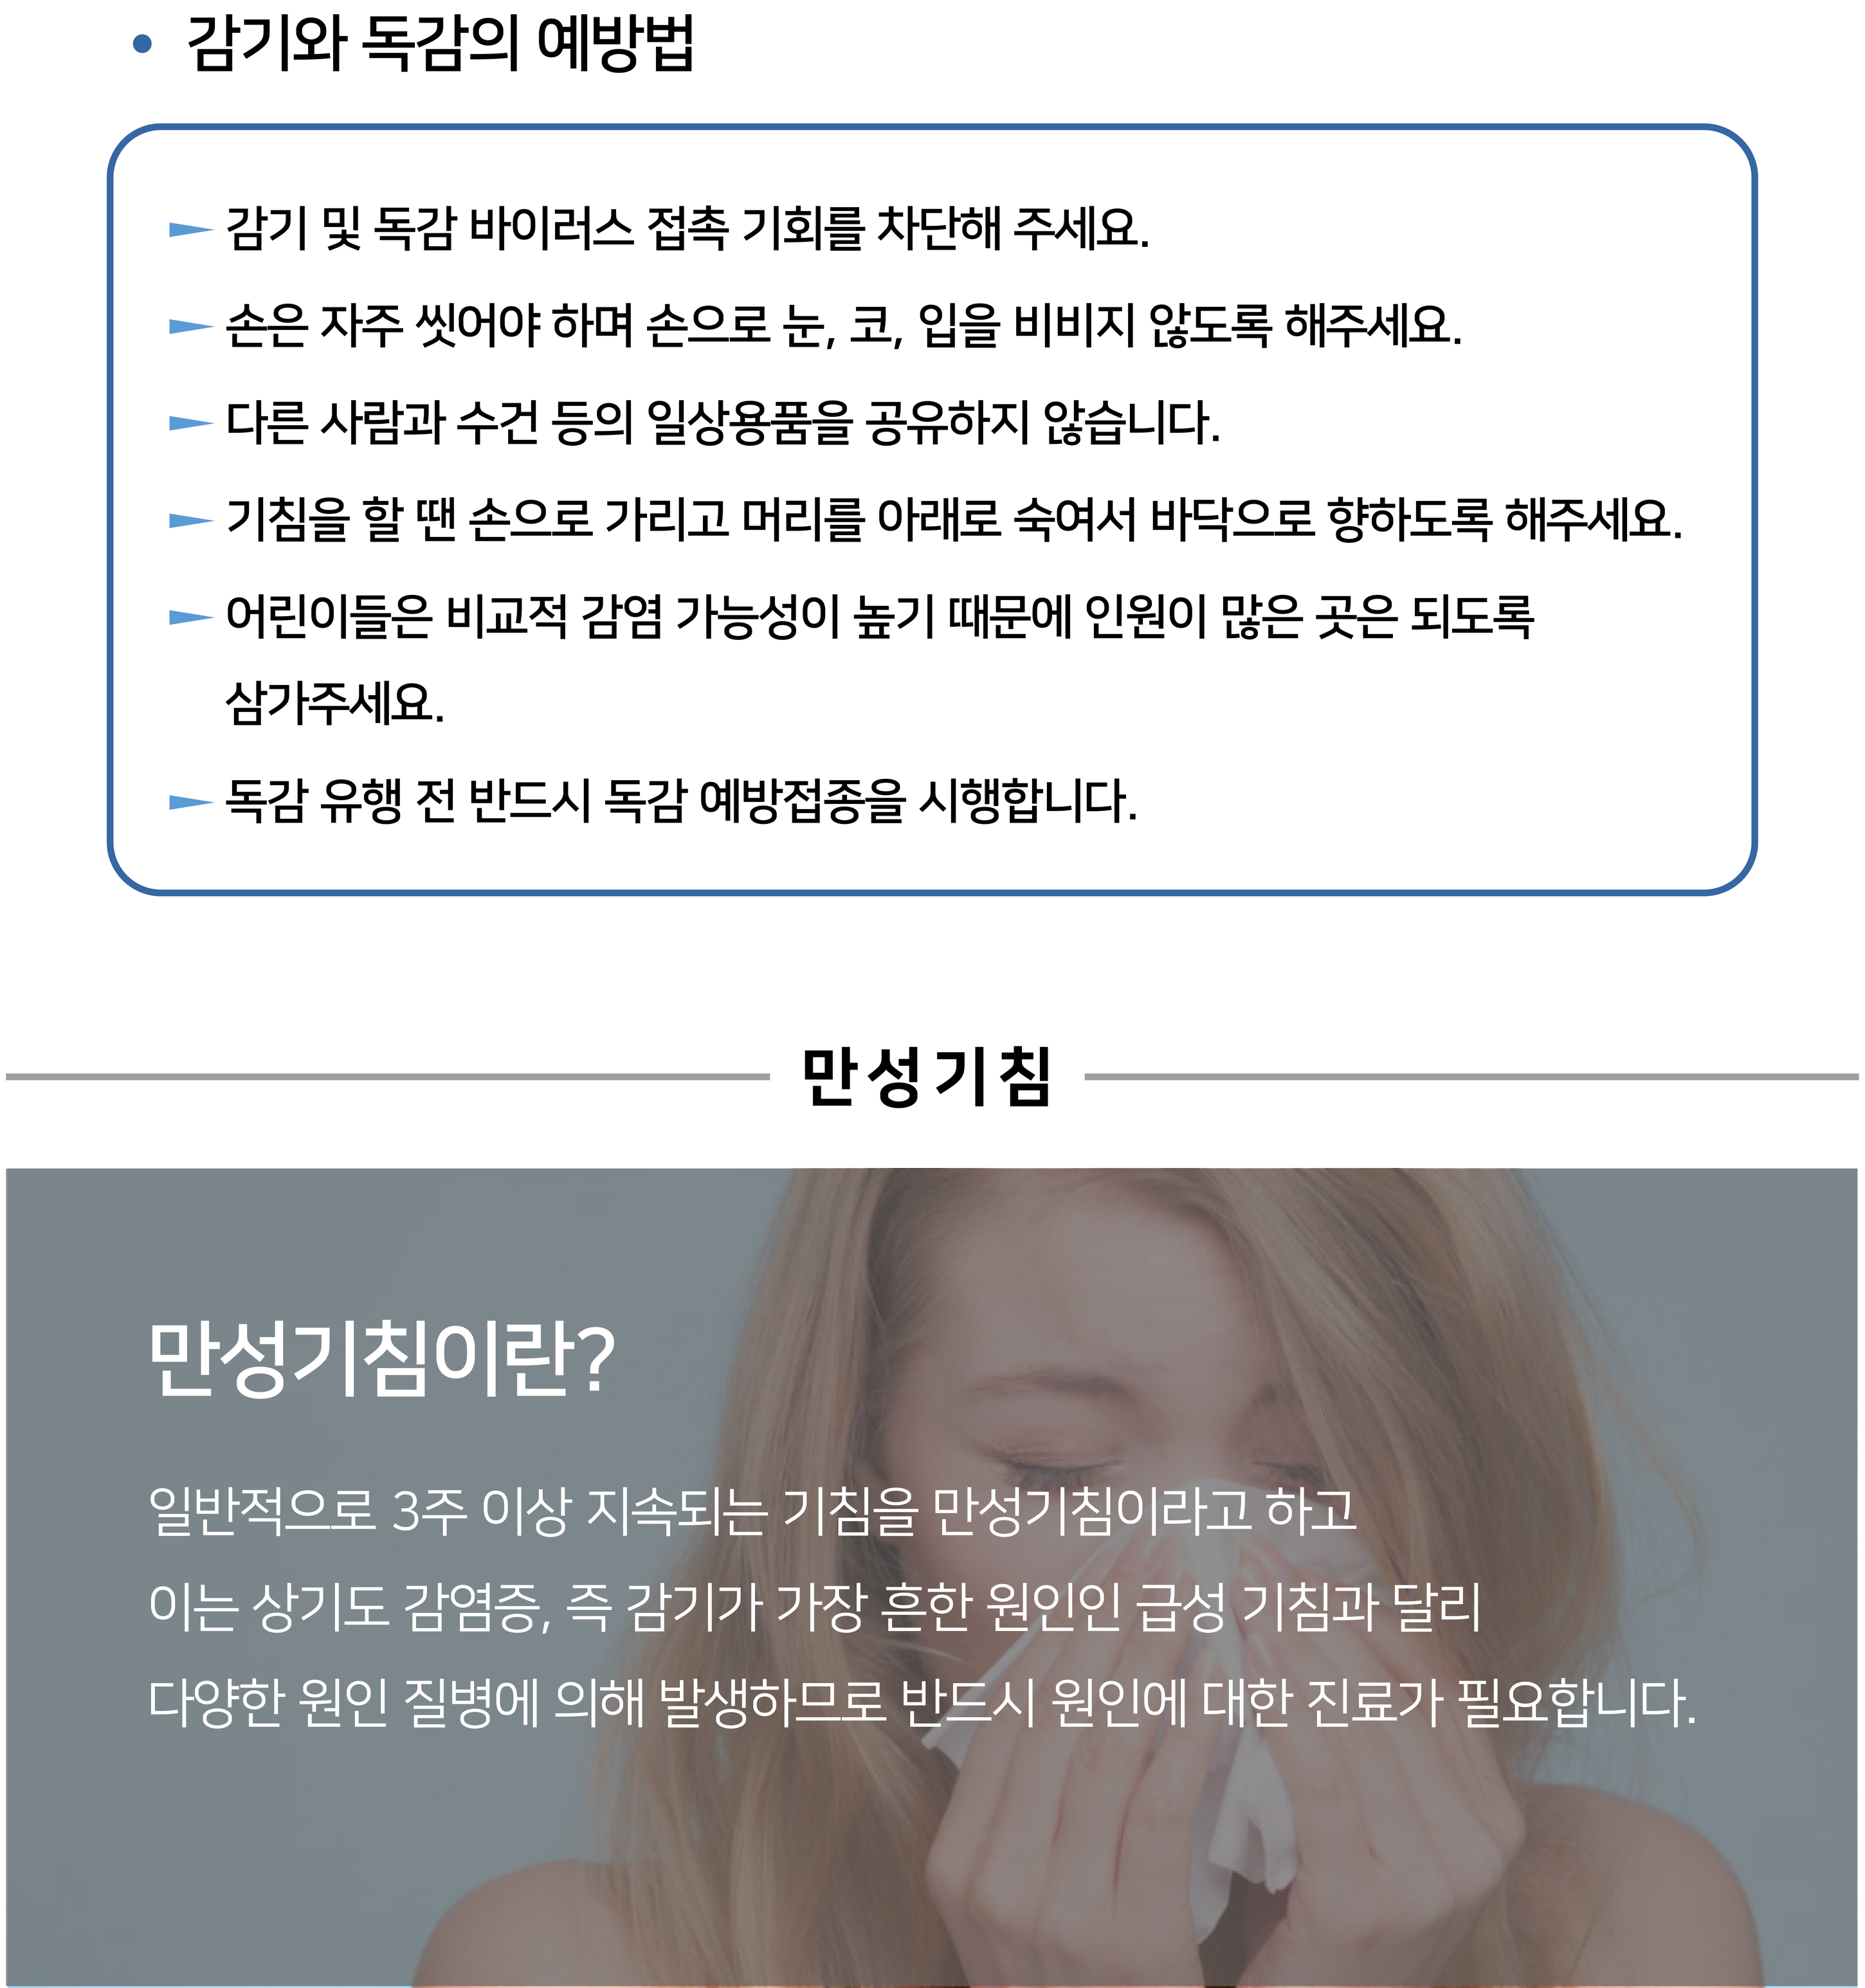 감기와 독감의 예방법
감기 및 독감 바이러스 접촉 기회를 차단해 주세요.
손은 자주 씻어야 하며 손으로 눈, 코, 입을 비비지 않도록 해주세요.
다른 사람과 수건 등의 일상용품을 공유하지 않습니다.
기침을 할 땐 손으로 가리고 머리를 아래로 숙여서 바닥으로 향하도록 해주세요.
어린이들은 비교적 감염 가능성이 높기 때문에 인원이 많은 곳은 되도록
삼가주세요.
독감 유행 전 반드시 독감 예방접종을 시행합니다.
만성기침
만성기침이란?
일반적으로 3주 이상 지속되는 기침을 만성기침이라고 하고
이는 상기도 감염증, 즉 감기가 가장 흔한 원인인 급성 기침과 달리
다양한 원인 질병에 의해 발생하므로 반드시 원인에 대한 진료가 필요합니다.